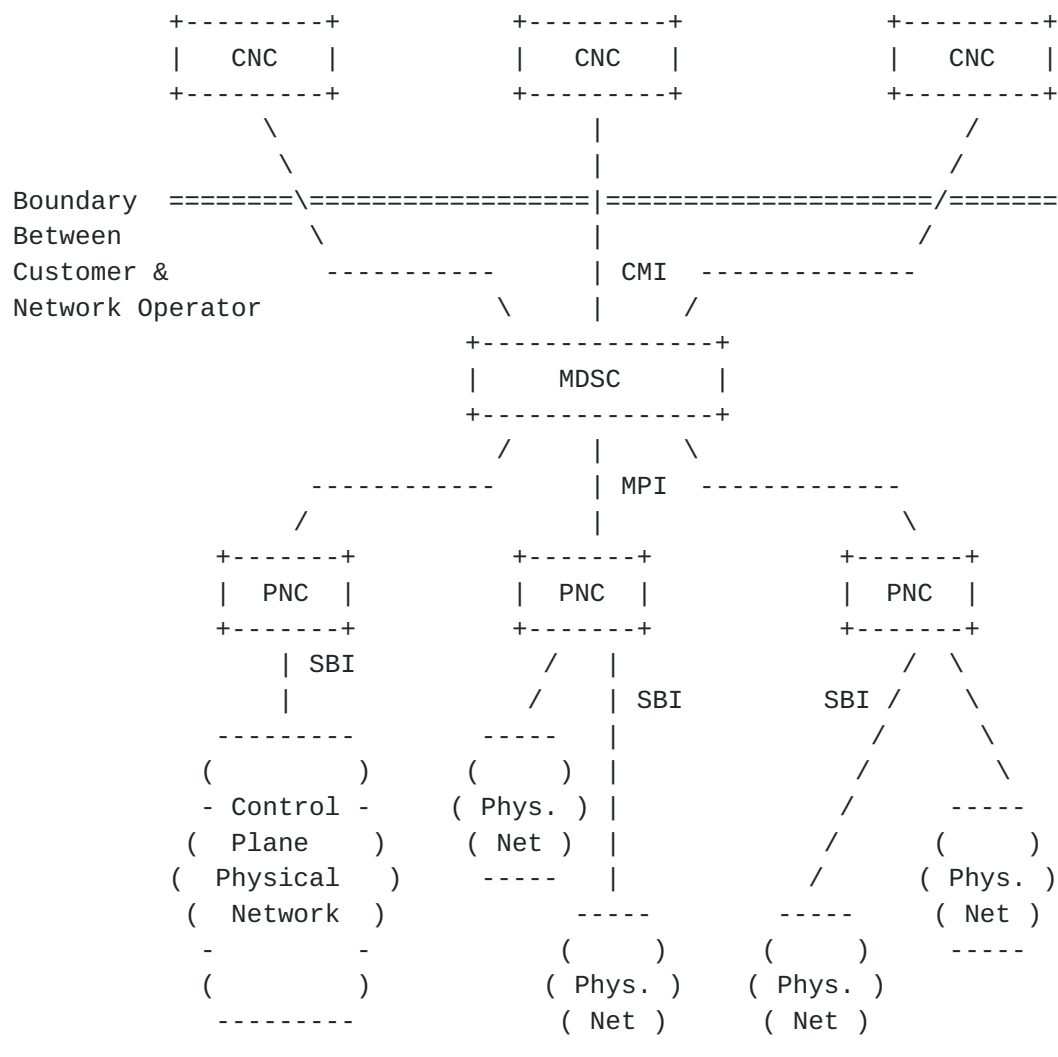 CNC CNC CNC
Boundary
Between
Customer & CMI
Network Operator
MDSC
MPI
PNC PNC PNC
SBI
SBI SBI
- Control - ( Phys. )
( Plane ) ( Net )
( Physical ) ( Phys. )
( Network ) ( Net )
( Phys. ) ( Phys. )
( Net ) ( Net )